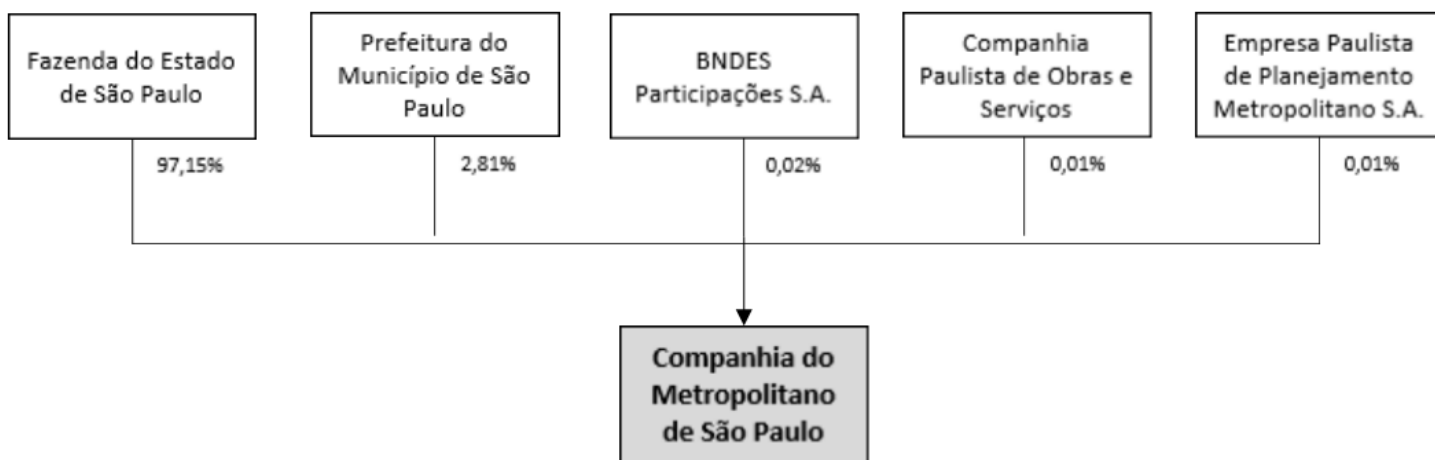 Fazenda do Estado
de São Paulo
Prefeitura do
Município de São
Paulo
BNDES
Participações S.A.
Companhia
Paulista de Obras e
Serviços
Empresa Paulista
de Planejamento
Metropolitano S.A.
97,15%
2,81%
0,02%
0,01%
0,01%
Companhia do
Metropolitano
de São Paulo